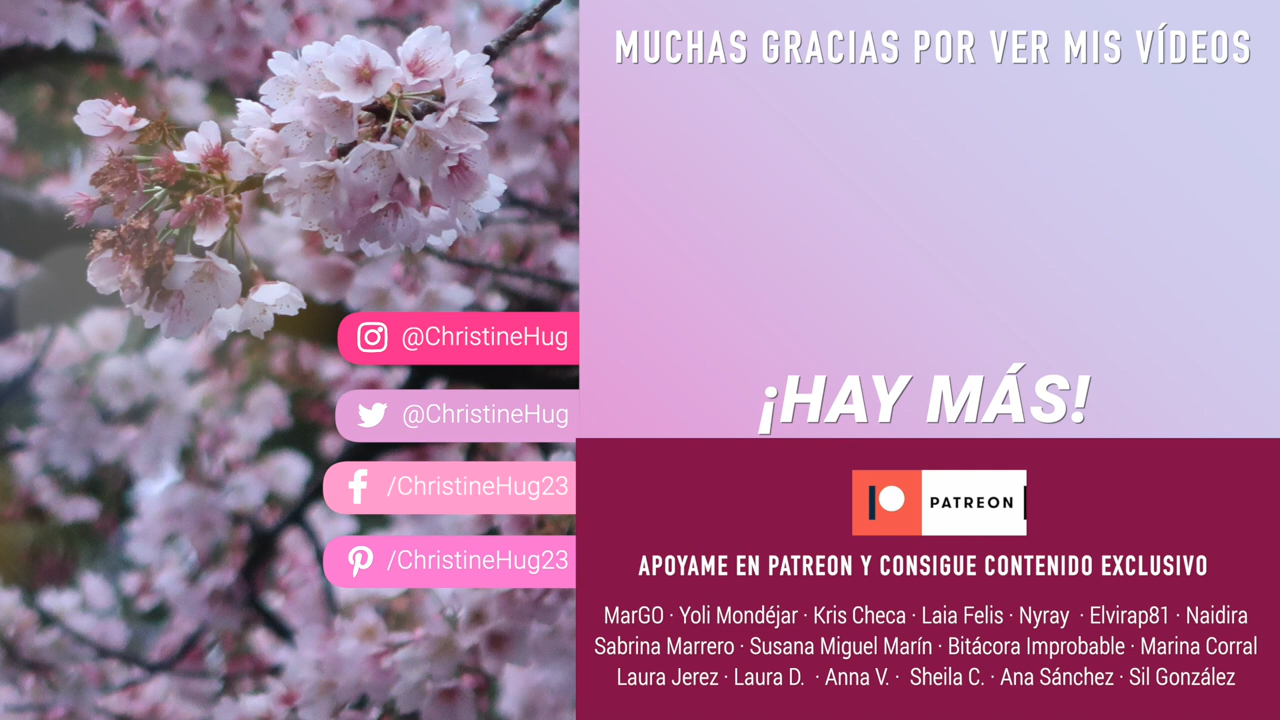 MUCHAS GRACIAS POR VER MIS VÍDEOS
@ChristineHug
@ChristineHug
/ChristineHug23
/ChristineHug23
¡HAY MÁS!
PATREON
APOYAME EN PATREON Y CONSIGUE CONTENIDO EXCLUSIVO
MarGO · Yoli Mondéjar · Kris Checa · Laia Felis · Nyray · Elvirap81 · Naidira
Sabrina Marrero · Susana Miguel Marín · Bitácora Improbable · Marina Corral
Laura Jerez · Laura D. · Anna V. · Sheila C. · Ana Sánchez · Sil González